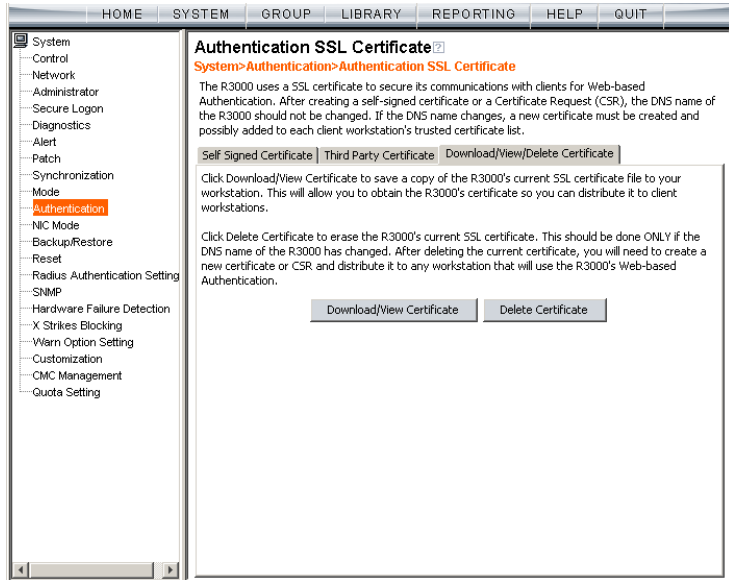 HOME SYSTEM GROUP LIBRARY REPORTING HELP QUIT
System
Control
Network
Administrator
Secure Logon
Diagnostics
Alert
Patch
Synchronization
Mode
Authentication
NIC Mode
Backup/Restore
Reset
Radius Authentication Setting
SNMP
Hardware Failure Detection
X Strikes Blocking
Warn Option Setting
Customization
CMC Management
Quota Setting
Authentication SSL Certificate ?
System>Authentication>Authentication SSL Certificate
The R3000 uses a SSL certificate to secure its communications with clients for Web-based
Authentication. After creating a self-signed certificate or a Certificate Request (CSR), the DNS name of
the R3000 should not be changed. If the DNS name changes, a new certificate must be created and
possibly added to each client workstation's trusted certificate list.
Self Signed Certificate Third Party Certificate Download/View/Delete Certificate
Click Download/View Certificate to save a copy of the R3000's current SSL certificate file to your
workstation. This will allow you to obtain the R3000's certificate so you can distribute it to client
workstations.
Click Delete Certificate to erase the R3000's current SSL certificate. This should be done ONLY if the
DNS name of the R3000 has changed. After deleting the current certificate, you will need to create a
new certificate or CSR and distribute it to any workstation that will use the R3000's Web-based
Authentication.
Download/View Certificate Delete Certificate